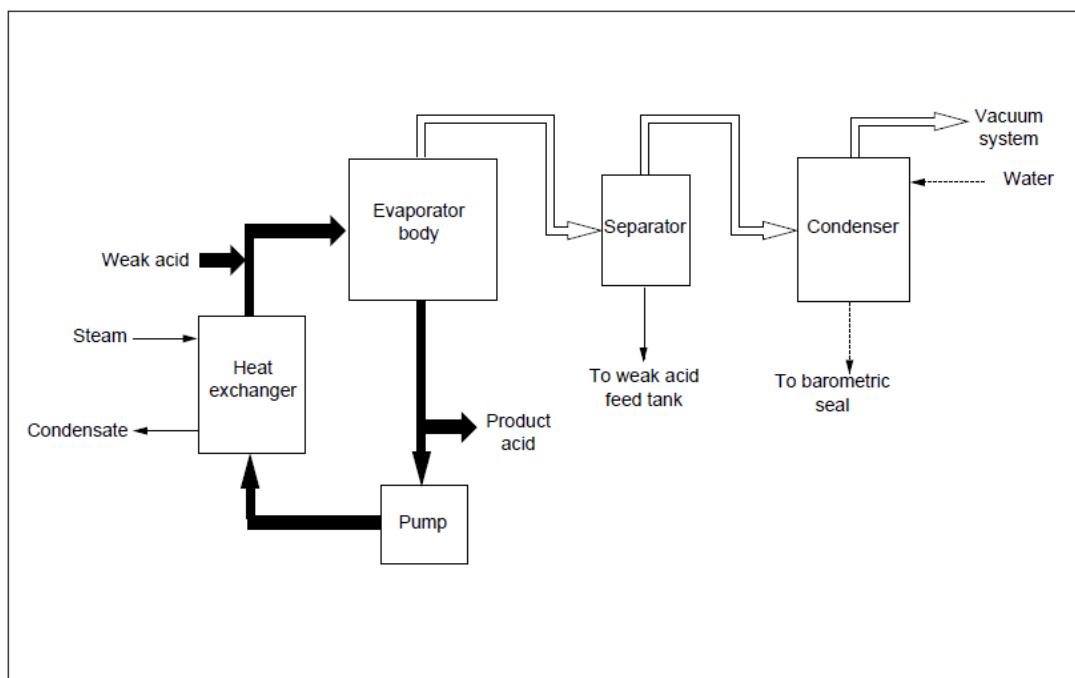 Vacuum
system
Water
Evaporator
body
Separator
Condenser
Weak acid
Steam
Heat
exchanger
Condensate
To weak acid
feed tank
To barometric
seal
Product
acid
Pump